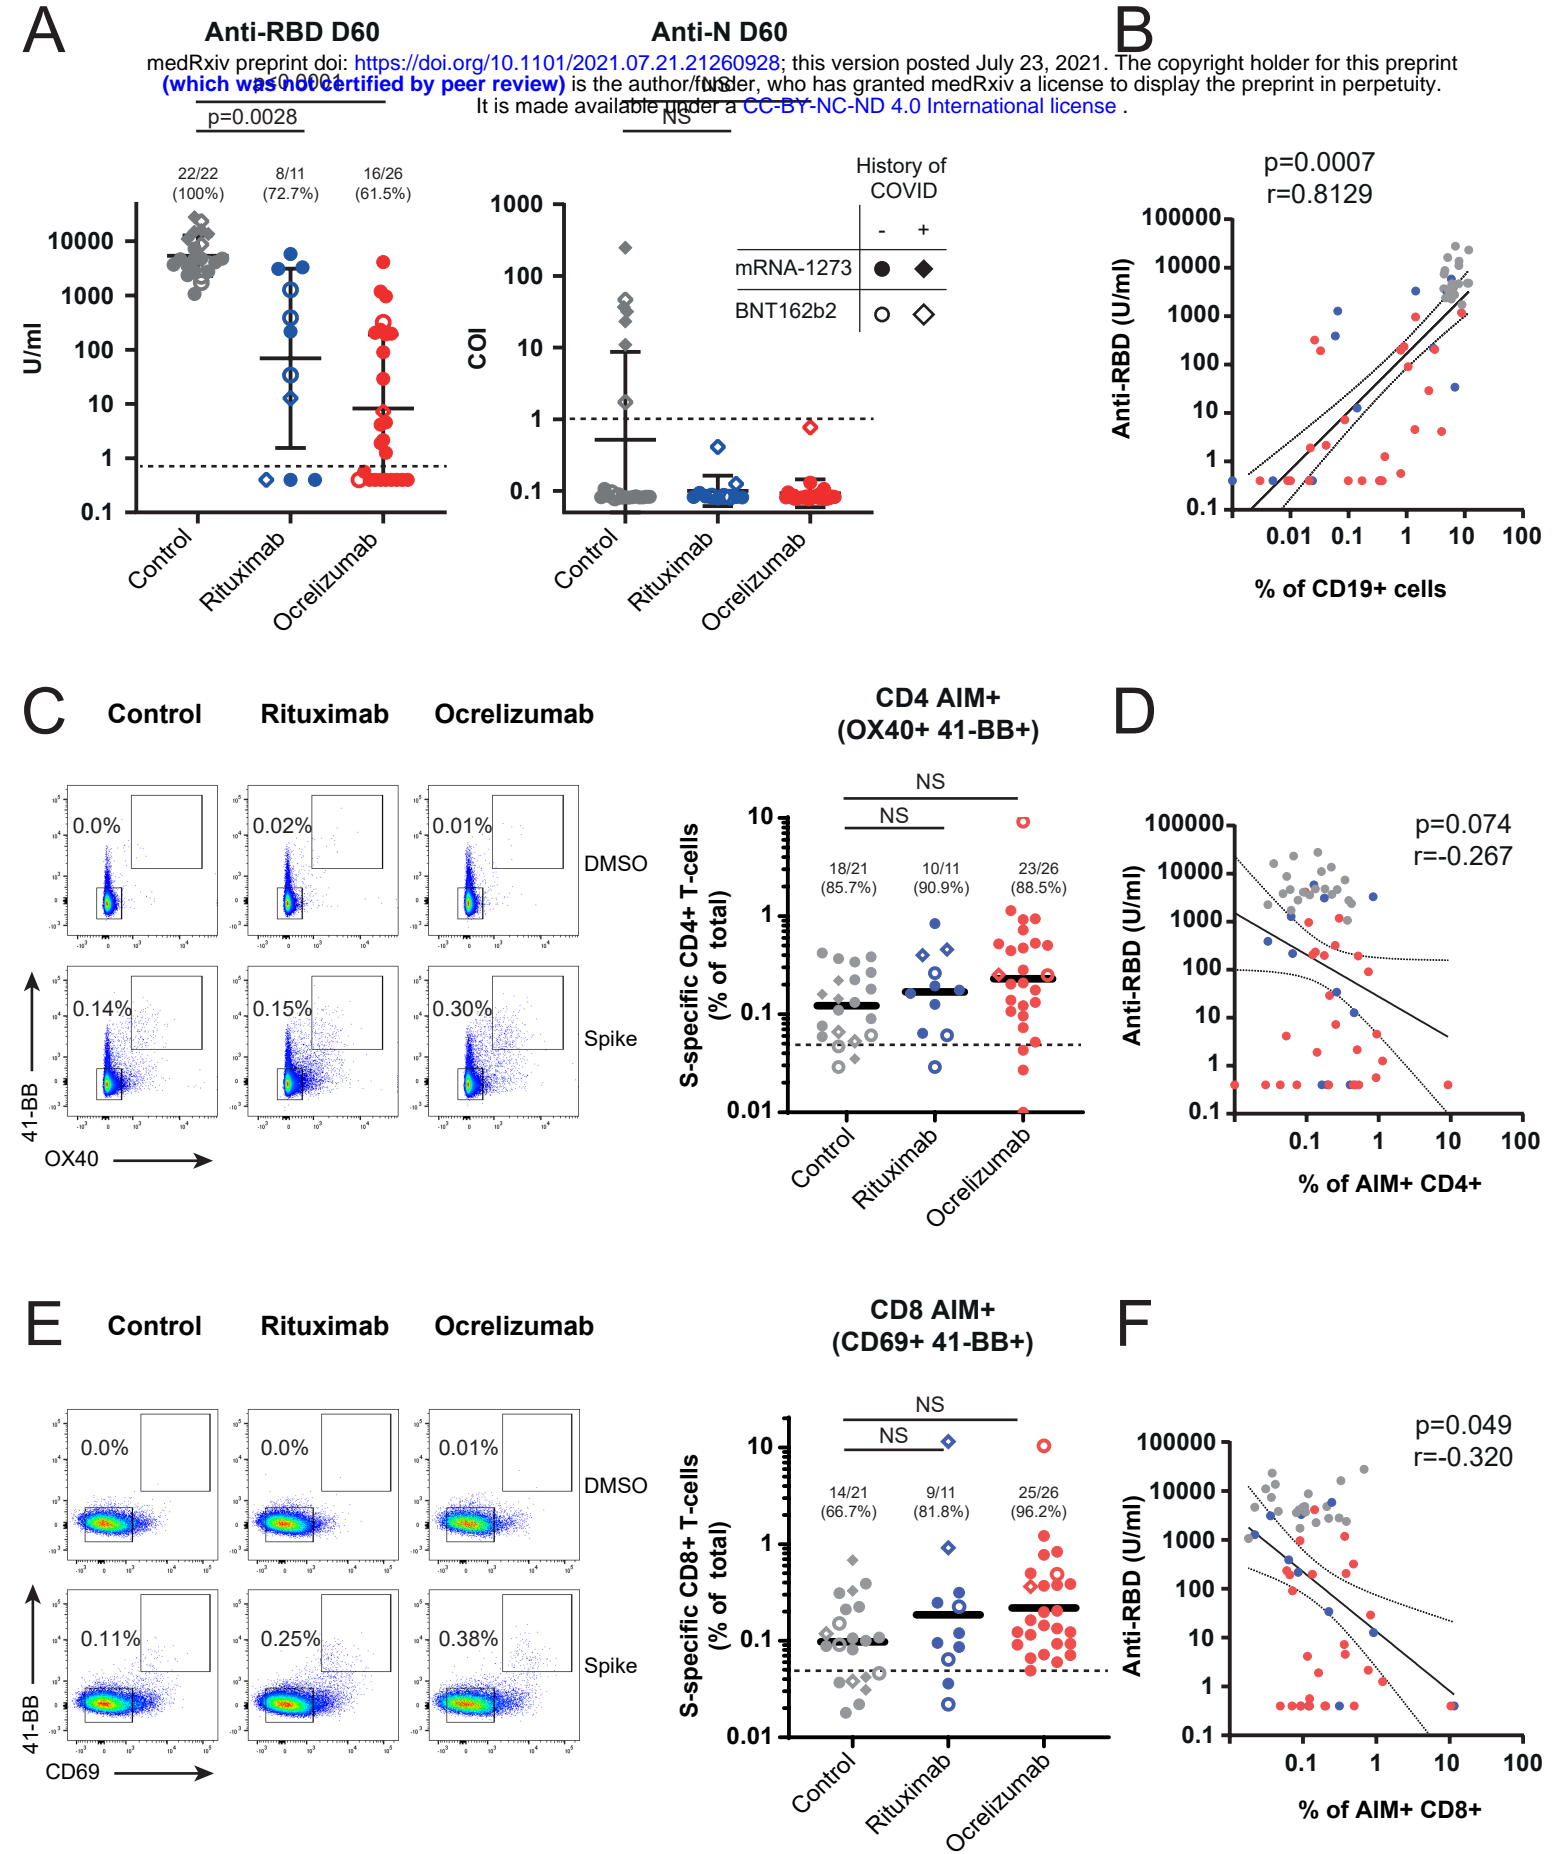 A
Anti-RBD D60
Anti-N D60
B
medRxiv preprint doi: https://doi.org/10.1101/2021.07.21.21260928; this version posted July 23, 2021. The copyright holder for this preprint
(which was not certified by peer review) is the author/funder, who has granted medRxiv a license to display the preprint in perpetuity.
It is made available under a CC-BY-NC-ND 4.0 International license .
p<0.0001
NS
p=0.0028
NS
22/22
(100%)
8/11
(72.7%)
16/26
(61.5%)
U/ml
10000
1000
100
10
1
0.1
Control
Rituximab
Ocrelizumab
COI
1000
100
10
1
0.1
Control
Rituximab
Ocrelizumab
History of
COVID
- +
mRNA-1273
BNT162b2
p=0.0007
r=0.8129
Anti-RBD (U/ml)
100000
10000
1000
100
10
1
0.1
0.01 0.1 1 10 100
% of CD19+ cells
C
Control
Rituximab
Ocrelizumab
0.0%
0.02%
0.01%
DMSO
0.14%
0.15%
0.30%
Spike
41-BB
OX40
CD4 AIM+
(OX40+ 41-BB+)
NS
NS
18/21
(85.7%)
10/11
(90.9%)
23/26
(88.5%)
S-specific CD4+ T-cells
(% of total)
10
1
0.1
0.01
Control
Rituximab
Ocrelizumab
D
p=0.074
r=-0.267
Anti-RBD (U/ml)
100000
10000
1000
100
10
1
0.1
0.1 1 10 100
% of AIM+ CD4+
E
Control
Rituximab
Ocrelizumab
0.0%
0.0%
0.01%
DMSO
0.11%
0.25%
0.38%
Spike
41-BB
CD69
CD8 AIM+
(CD69+ 41-BB+)
NS
NS
14/21
(66.7%)
9/11
(81.8%)
25/26
(96.2%)
S-specific CD8+ T-cells
(% of total)
10
1
0.1
0.01
Control
Rituximab
Ocrelizumab
F
p=0.049
r=-0.320
Anti-RBD (U/ml)
100000
10000
1000
100
10
1
0.1
0.1 1 10 100
% of AIM+ CD8+